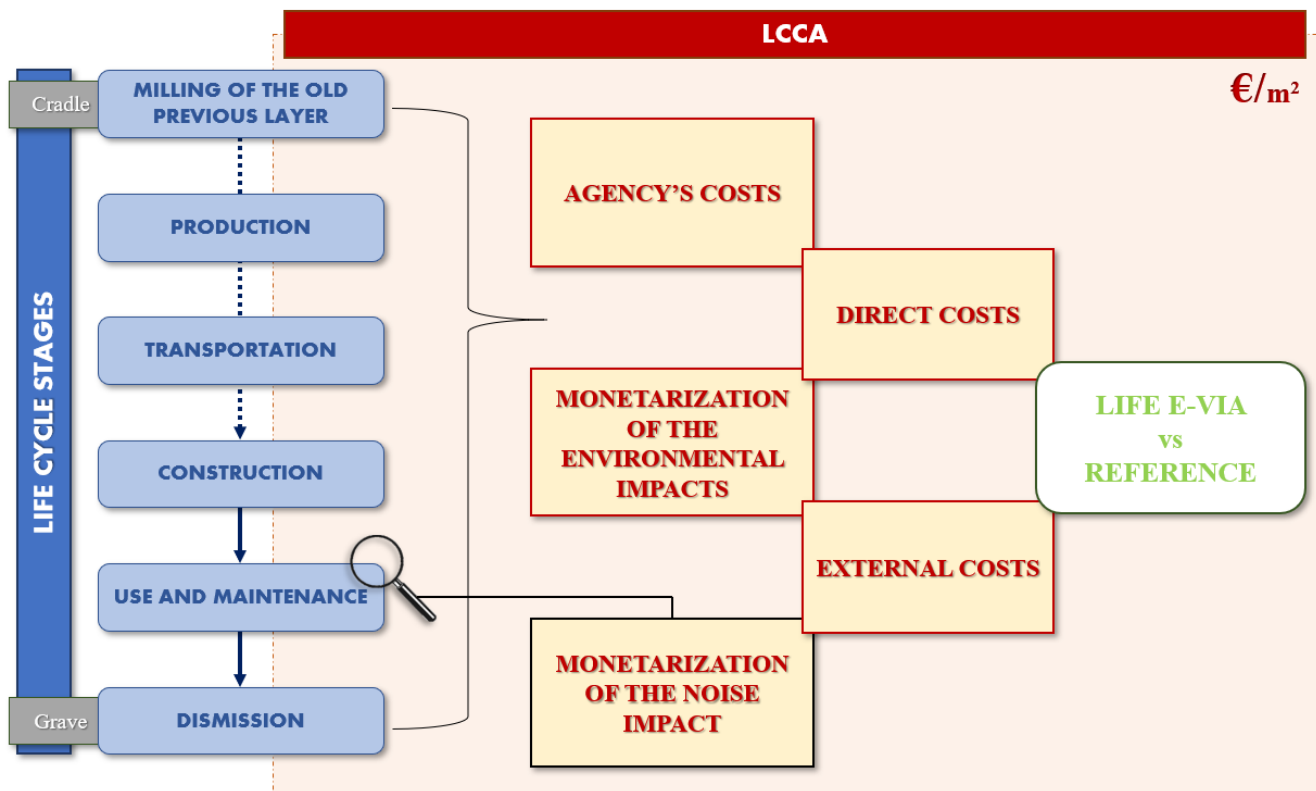 LCCA
€/m²
LIFE CYCLE STAGES
Cradle
MILLING OF THE OLD
PREVIOUS LAYER
PRODUCTION
TRANSPORTATION
CONSTRUCTION
USE AND MAINTENANCE
Grave
DISMISSION
AGENCY'S COSTS
DIRECT COSTS
MONETARIZATION
OF THE
ENVIRONMENTAL
IMPACTS
EXTERNAL COSTS
MONETARIZATION
OF THE NOISE
IMPACT
LIFE E-VIA
vs
REFERENCE